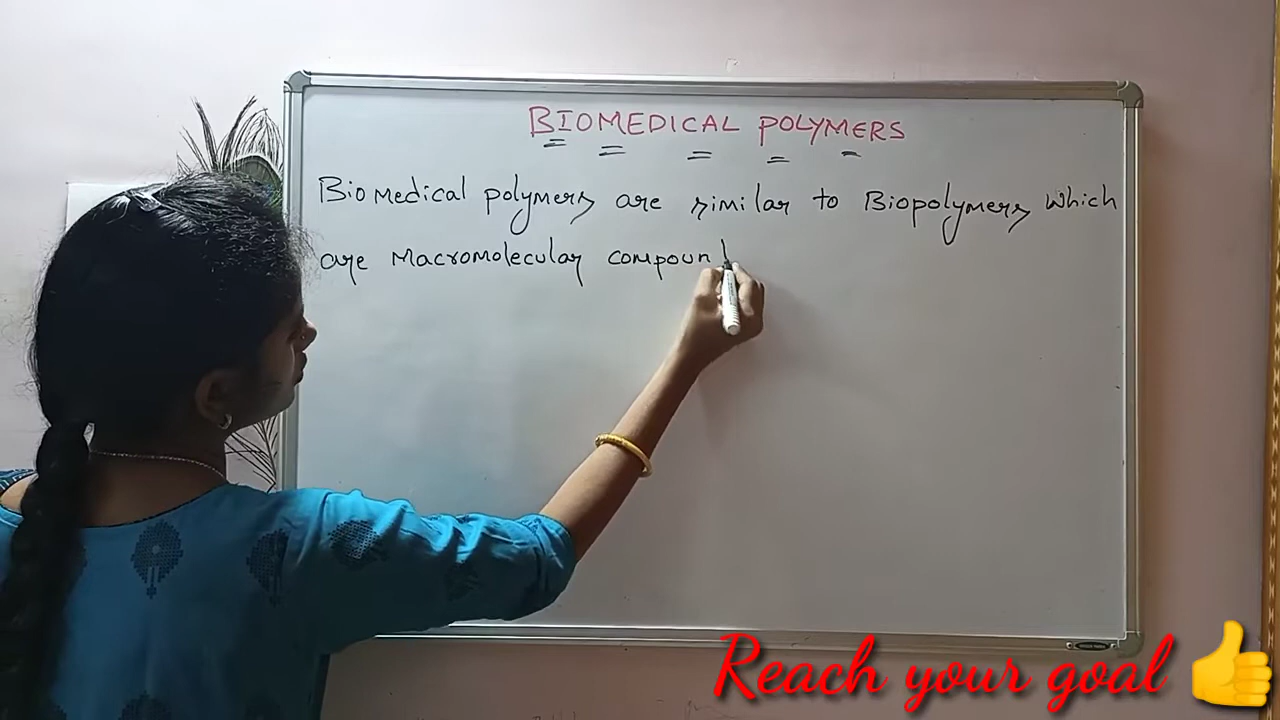 BIOMEDICAL POLYMERS
Biomedical polymers are similar to Biopolymers which
are Macromolecular compoun
Reach your goal 👍